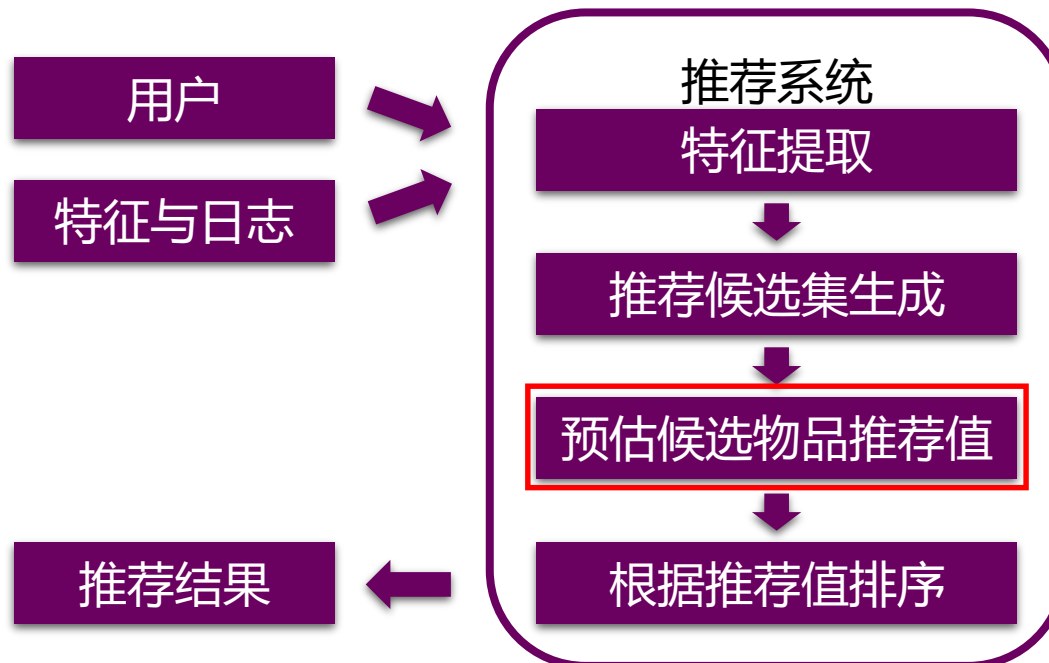 用户
特征与日志
推荐系统
特征提取
推荐候选集生成
预估候选物品推荐值
根据推荐值排序
推荐结果